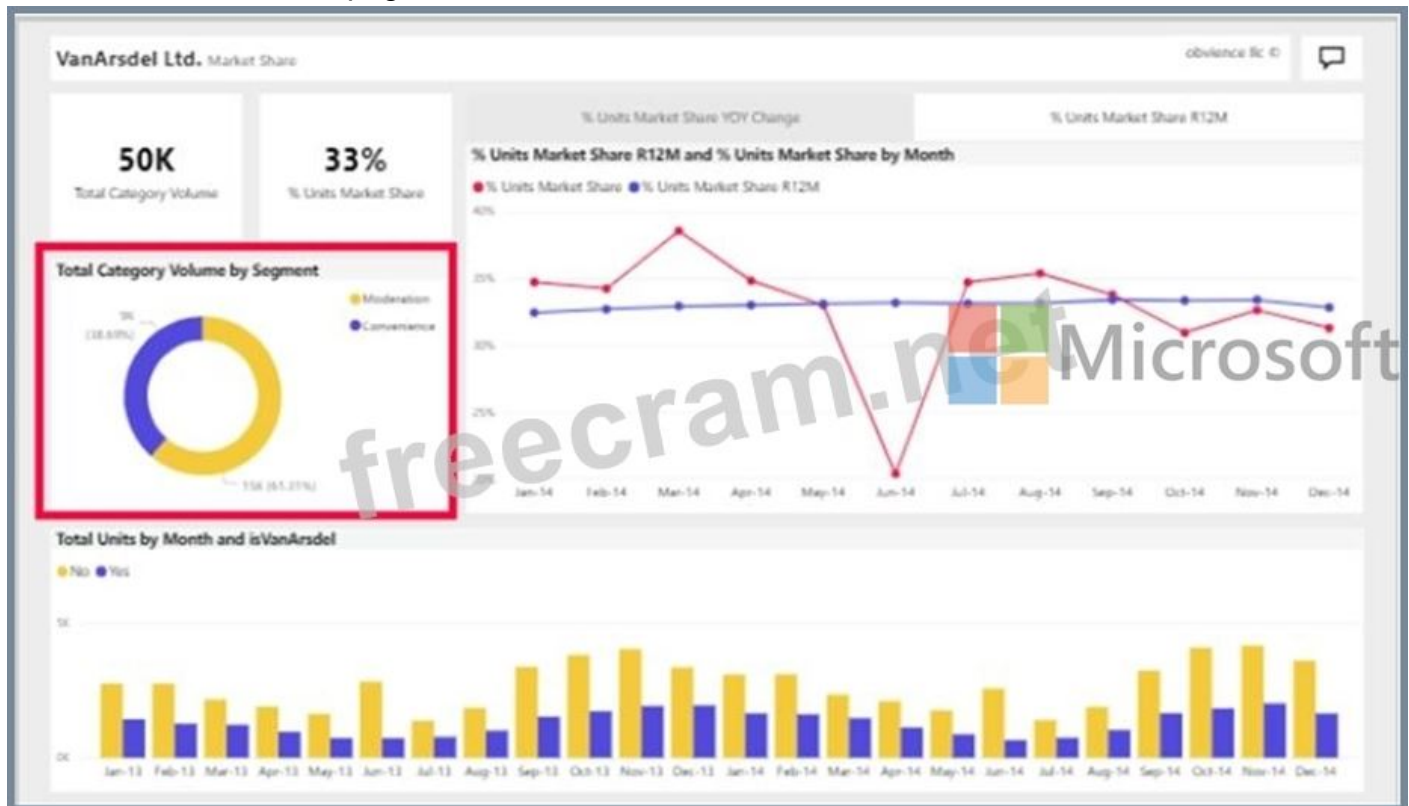 VanArsdel Ltd. Market Share
obvience llc ©
50K
Total Category Volume
33%
% Units Market Share
% Units Market Share YOY Change
% Units Market Share R12M
% Units Market Share R12M and % Units Market Share by Month
% Units Market Share % Units Market Share R12M
40%
35%
30%
25%
Jan-14 Feb-14 Mar-14 Apr-14 May-14 Jun-14 Jul-14 Aug-14 Sep-14 Oct-14 Nov-14 Dec-14
Total Category Volume by Segment
Moderation
Convenience
9K
(38.69%)
15K (61.31%)
freecram.net
Microsoft
Total Units by Month and isVanArsdel
No Yes
5K
0K
Jan-13 Feb-13 Mar-13 Apr-13 May-13 Jun-13 Jul-13 Aug-13 Sep-13 Oct-13 Nov-13 Dec-13 Jan-14 Feb-14 Mar-14 Apr-14 May-14 Jun-14 Jul-14 Aug-14 Sep-14 Oct-14 Nov-14 Dec-14